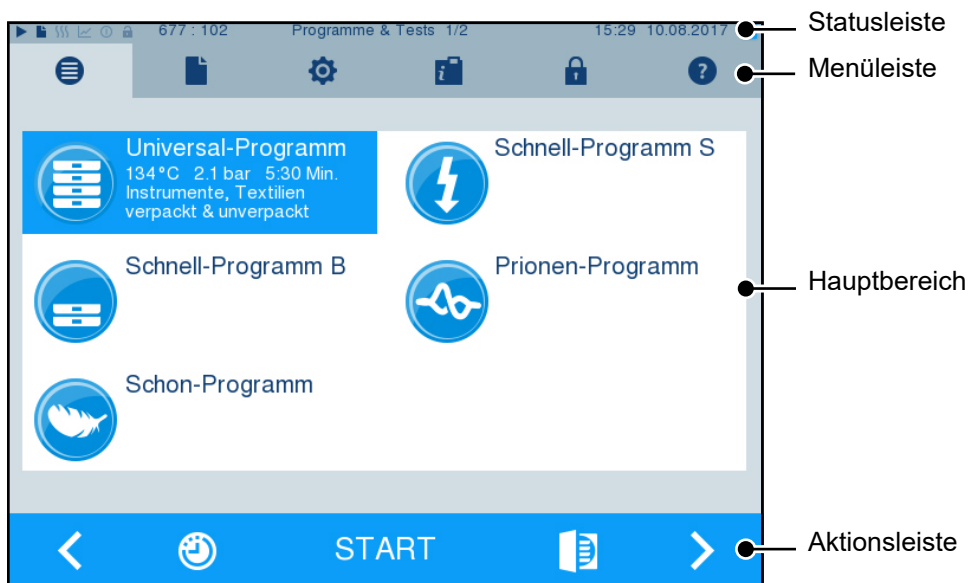 677 : 102 Programme & Tests 1/2 15:29 10.08.2017
Statusleiste
Menüleiste
Universal-Programm
134°C 2.1 bar 5:30 Min.
Instrumente, Textilien
verpackt & unverpackt
Schnell-Programm S
Schnell-Programm B
Prionen-Programm
Hauptbereich
Schon-Programm
START
Aktionsleiste